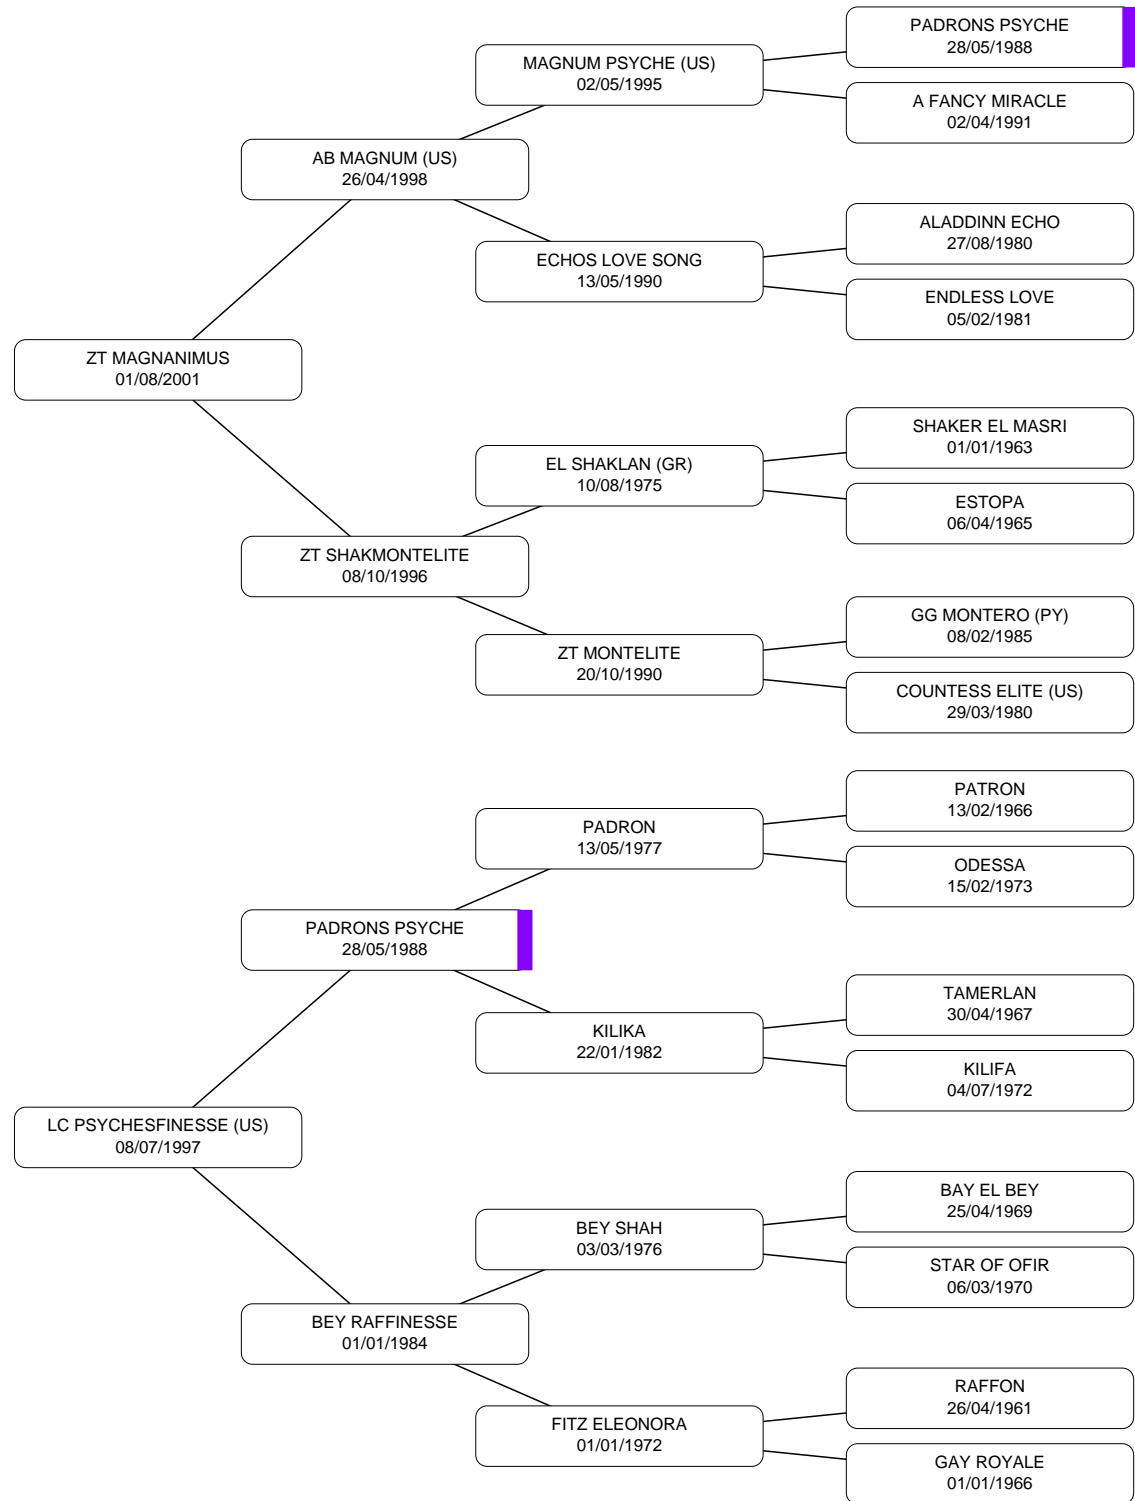 PADRONS PSYCHE
28/05/1988
MAGNUM PSYCHE (US)
02/05/1995
A FANCY MIRACLE
02/04/1991
AB MAGNUM (US)
26/04/1998
ALADDINN ECHO
27/08/1980
ECHOS LOVE SONG
13/05/1990
ENDLESS LOVE
05/02/1981
ZT MAGNANIMUS
01/08/2001
SHAKER EL MASRI
01/01/1963
EL SHAKLAN (GR)
10/08/1975
ESTOPA
06/04/1965
ZT SHAKMONTELITE
08/10/1996
GG MONTERO (PY)
08/02/1985
ZT MONTELITE
20/10/1990
COUNTESS ELITE (US)
29/03/1980
PATRON
13/02/1966
PADRON
13/05/1977
ODESSA
15/02/1973
PADRONS PSYCHE
28/05/1988
TAMERLAN
30/04/1967
KILIKA
22/01/1982
KILIFA
04/07/1972
LC PSYCHESFINESSE (US)
08/07/1997
BAY EL BEY
25/04/1969
BEY SHAH
03/03/1976
STAR OF OFIR
06/03/1970
BEY RAFFINESSE
01/01/1984
RAFFON
26/04/1961
FITZ ELEONORA
01/01/1972
GAY ROYALE
01/01/1966